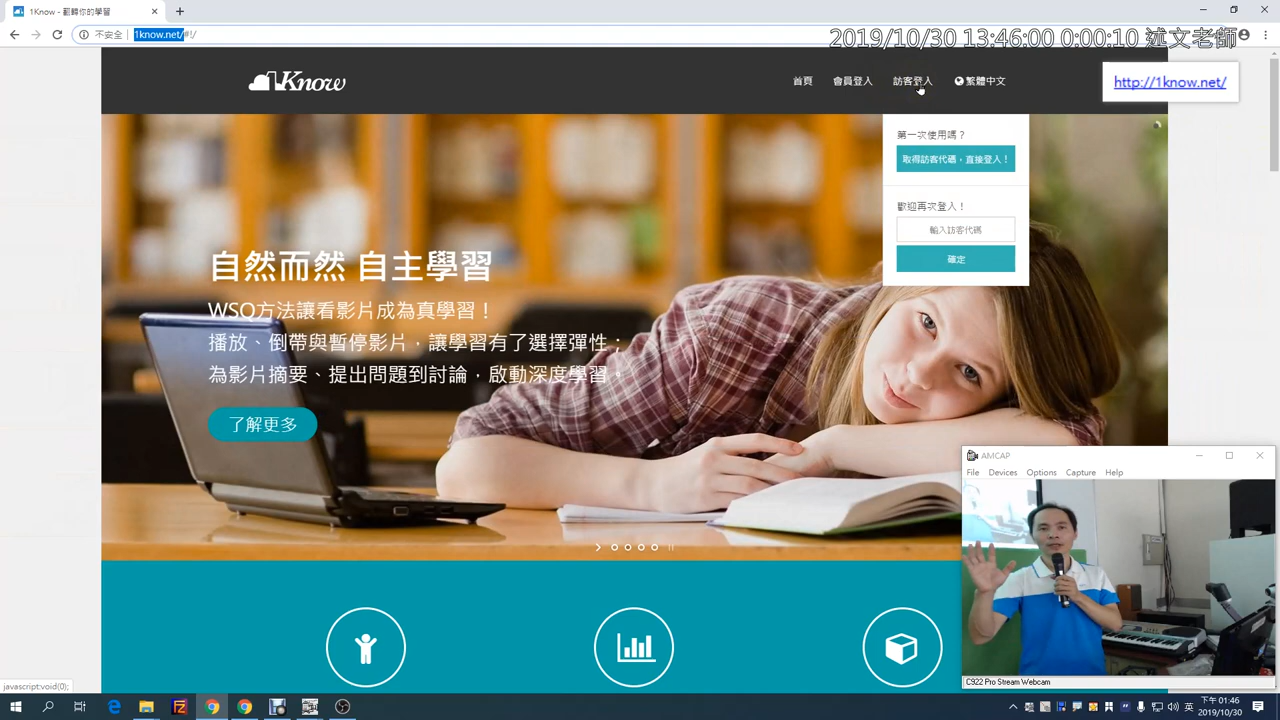 1Know - 翻轉你的學習
不安全
1know.net/#!/
2019/10/30 13:46:00 0:00:10 述文老師
1Know
首頁
會員登入
訪客登入
繁體中文
http://1know.net/
第一次使用嗎？
取得訪客代碼，直接登入！
歡迎再次登入！
輸入訪客代碼
確定
自然而然 自主學習
WSQ方法讓看影片成為真學習！
播放、倒帶與暫停影片，讓學習有了選擇彈性；
為影片摘要、提出問題到討論，啟動深度學習。
了解更多
AMCAP
File Devices Options Capture Help
C922 Pro Stream Webcam
javascript:void(0);
英
下午 01:46
2019/10/30